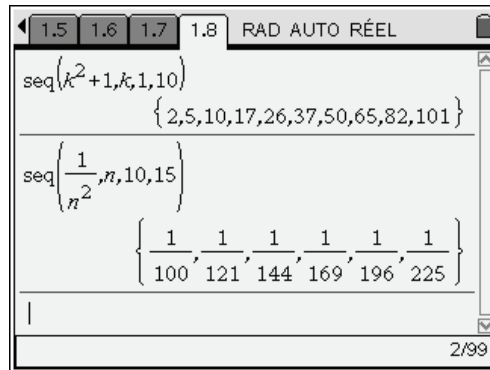 1.5 1.6 1.7 1.8 RAD AUTO RÉEL
seq(k²+1,k,1,10)
{2,5,10,17,26,37,50,65,82,101}
seq(1/n²,n,10,15)
{1/100,1/121,1/144,1/169,1/196,1/225}
2/99